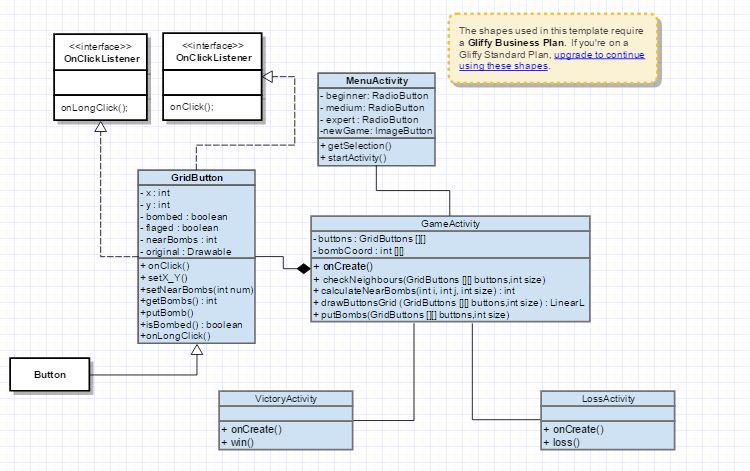 The shapes used in this template require
a Gliffy Business Plan. If you're on a
Gliffy Standard Plan, upgrade to continue
using these shapes.
<<interface>>
OnClickListener
onLongClick();
<<interface>>
OnClickListener
onClick();
MenuActivity
- beginner: RadioButton
- medium: RadioButton
- expert: RadioButton
-newGame: ImageButton
+ getSelection()
+ startActivity()
GridButton
- x : int
- y : int
- bombed : boolean
- flaged : boolean
- nearBombs : int
- original : Drawable
+ onClick()
+ setX_Y()
+setNearBombs(int num)
+getBombs() : int
+putBomb()
+isBombed() : boolean
+onLongClick()
GameActivity
- buttons : GridButtons [][]
- bombCoord : int [][]
+ onCreate()
+ checkNeighbours(GridButtons [][] buttons,int size)
+ calculateNearBombs(int i, int j, int size) : int
+ drawButtonsGrid (GridButtons [][] buttons,int size) : LinearL
+ putBombs(GridButtons [][] buttons,int size)
Button
VictoryActivity
+ onCreate()
+ win()
LossActivity
+ onCreate()
+ loss()